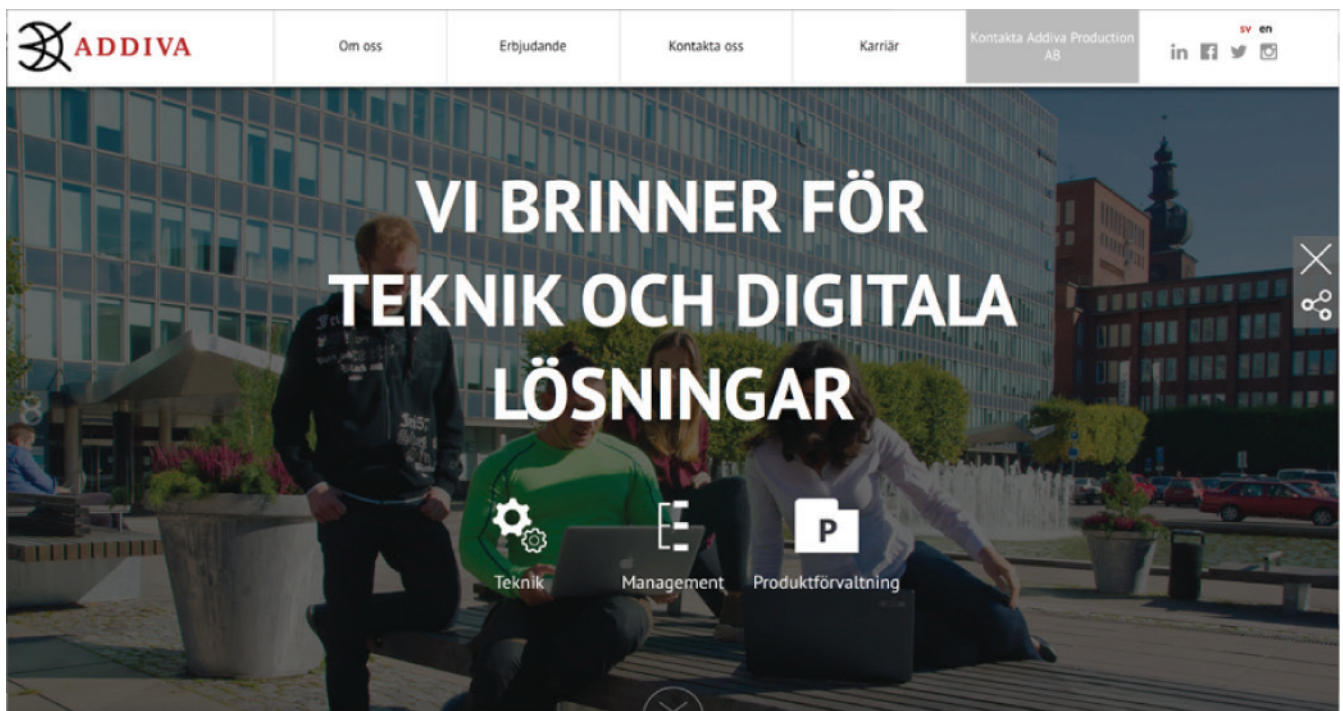 ADDIVA
Om oss
Erbjudande
Kontakta oss
Karriär
Kontakta Addiva Production
AB
sv en
VI BRINNER FÖR
TEKNIK OCH DIGITALA
LÖSNINGAR
P
Teknik
Management
Produktförvaltning